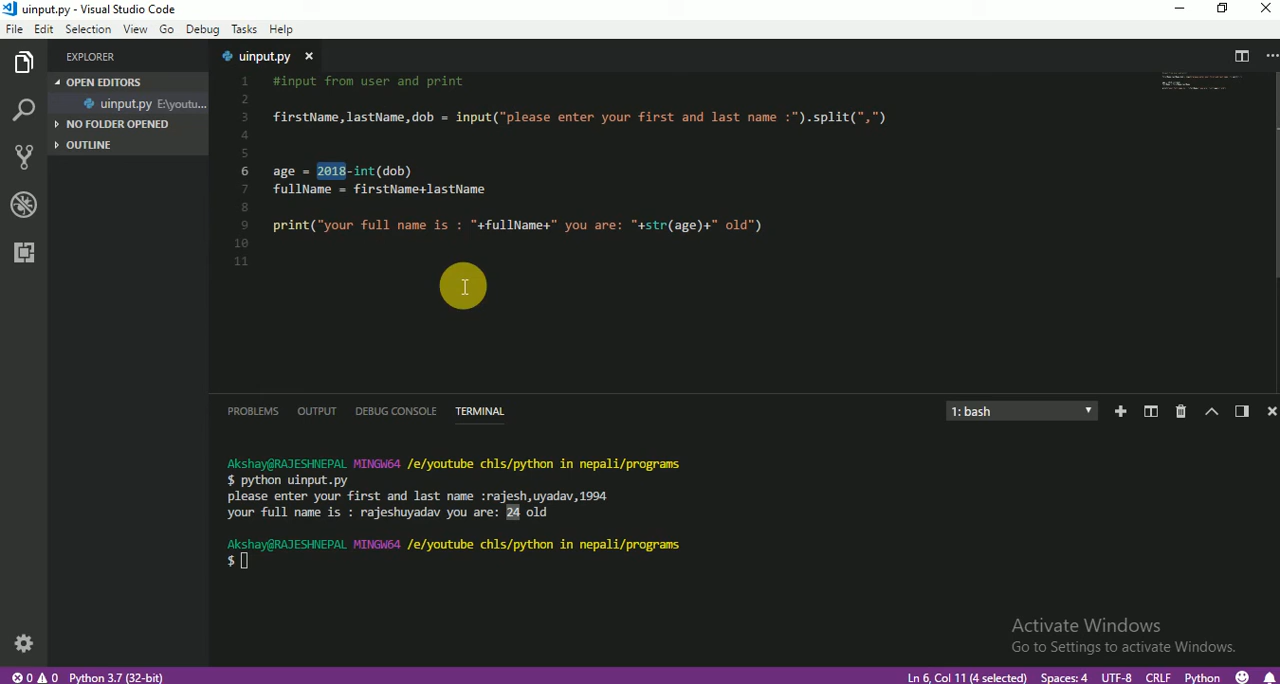 uinput.py - Visual Studio Code
File Edit Selection View Go Debug Tasks Help
EXPLORER
OPEN EDITORS
uinput.py E:\youtu...
NO FOLDER OPENED
OUTLINE
uinput.py
1 #input from user and print
2
3 firstName,lastName,dob = input("please enter your first and last name :").split(",")
4
5
6 age = 2018-int(dob)
7 fullName = firstName+lastName
8
9 print("your full name is : "+fullName+" you are: "+str(age)+" old")
10
11
PROBLEMS OUTPUT DEBUG CONSOLE TERMINAL 1: bash
Akshay@RAJESHNEPAL MINGW64 /e/youtube chls/python in nepali/programs
$ python uinput.py
please enter your first and last name :rajesh,uyadav,1994
your full name is : rajeshuyadav you are: 24 old
Akshay@RAJESHNEPAL MINGW64 /e/youtube chls/python in nepali/programs
$
Activate Windows
Go to Settings to activate Windows.
0 0 Python 3.7 (32-bit) Ln 6, Col 11 (4 selected) Spaces: 4 UTF-8 CRLF Python